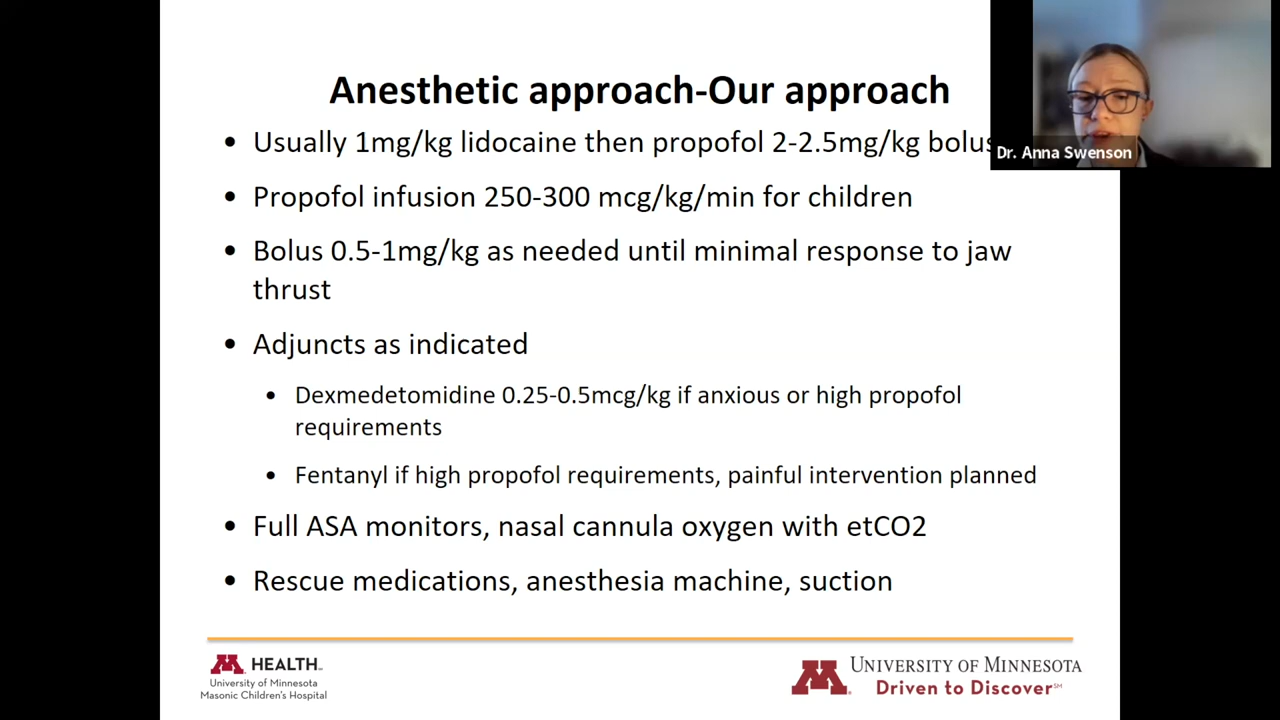 Anesthetic approach-Our approach
• Usually 1mg/kg lidocaine then propofol 2-2.5mg/kg bolus
Dr. Anna Swenson
• Propofol infusion 250-300 mcg/kg/min for children
• Bolus 0.5-1mg/kg as needed until minimal response to jaw
thrust
• Adjuncts as indicated
• Dexmedetomidine 0.25-0.5mcg/kg if anxious or high propofol
requirements
• Fentanyl if high propofol requirements, painful intervention planned
• Full ASA monitors, nasal cannula oxygen with etCO2
• Rescue medications, anesthesia machine, suction
M HEALTH
University of Minnesota
Masonic Children's Hospital
M UNIVERSITY OF MINNESOTA
Driven to Discover℠